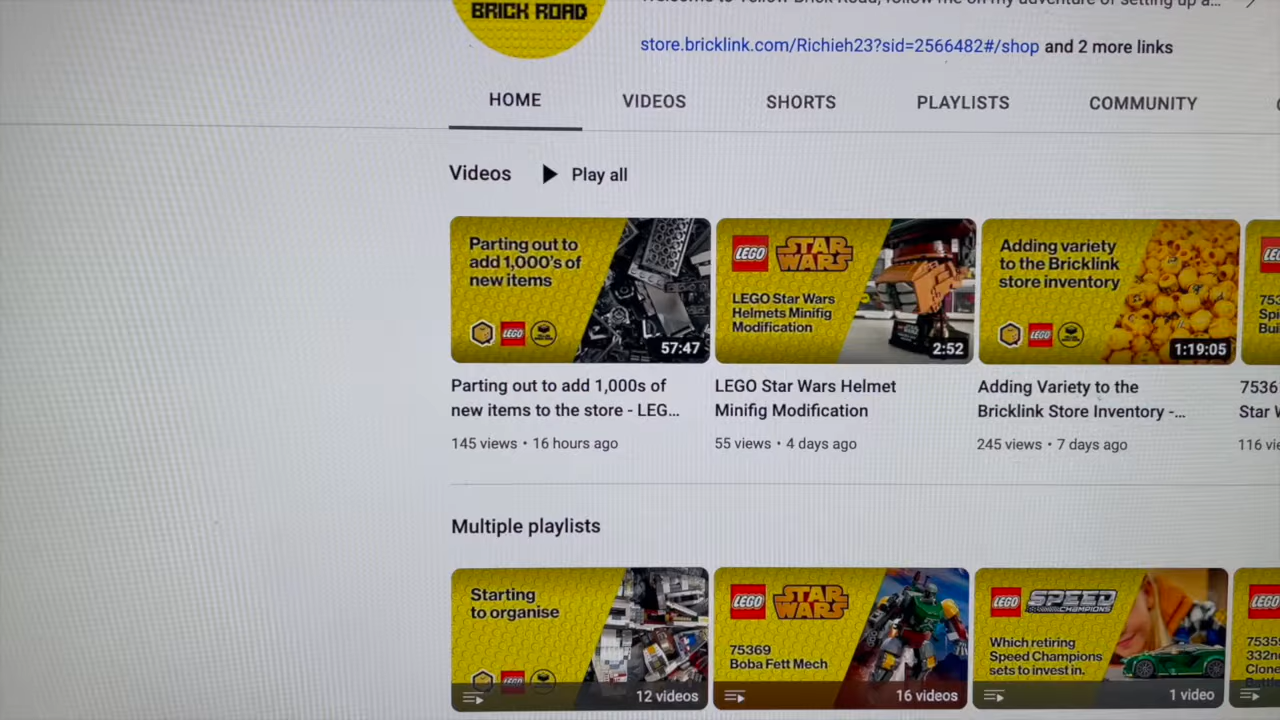 BRICK ROAD
store.bricklink.com/Richieh23?sid=2566482#/shop and 2 more links
HOME VIDEOS SHORTS PLAYLISTS COMMUNITY
Videos Play all
Parting out to
add 1,000's of
new items
LEGO
57:47
LEGO STAR WARS
LEGO Star Wars
Helmets Minifig
Modification
2:52
Adding variety
to the Bricklink
store inventory
LEGO
1:19:05
Parting out to add 1,000s of
new items to the store - LEG...
145 views • 16 hours ago
LEGO Star Wars Helmet
Minifig Modification
55 views • 4 days ago
Adding Variety to the
Bricklink Store Inventory -...
245 views • 7 days ago
7536
Star
116
Multiple playlists
Starting
to organise
LEGO
12 videos
LEGO STAR WARS
75369
Boba Fett Mech
16 videos
LEGO SPEED
CHAMPIONS
Which retiring
Speed Champions
sets to invest in.
1 video
332n
Clone